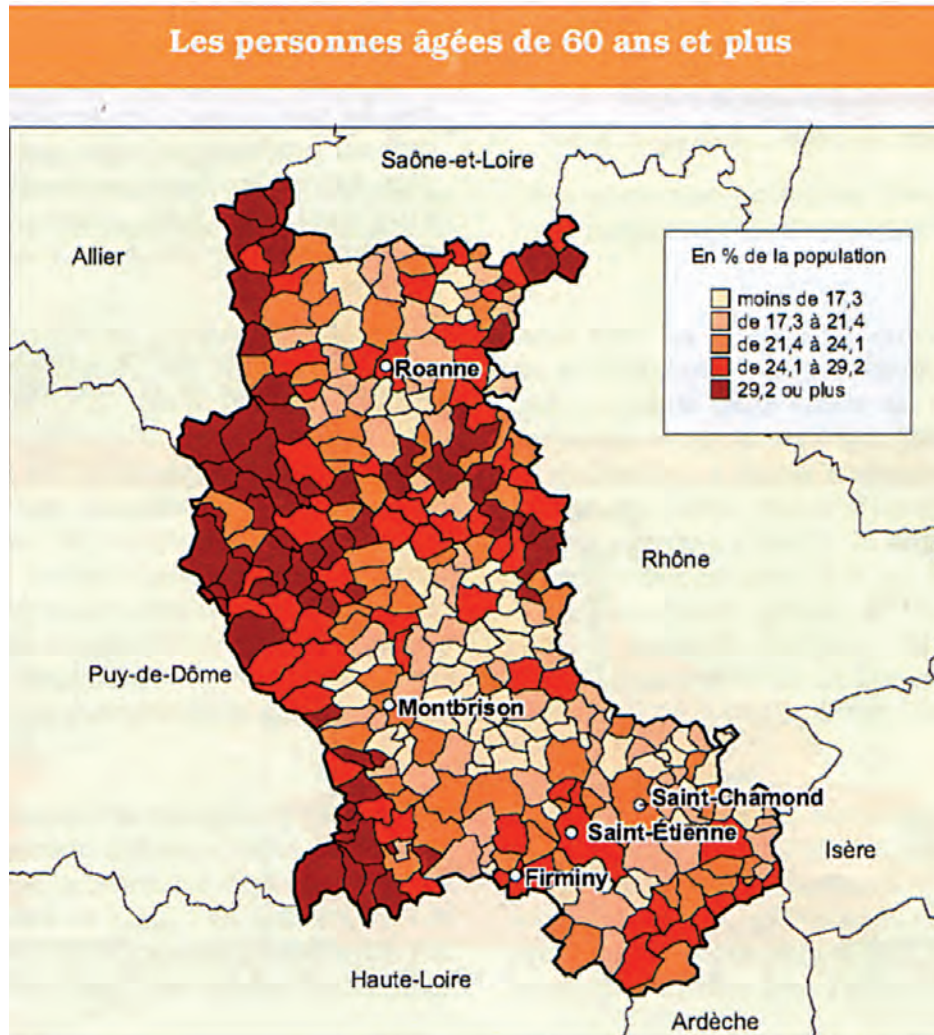 Les personnes âgées de 60 ans et plus
Saône-et-Loire
Allier
En % de la population
moins de 17,3
de 17,3 à 21,4
de 21,4 à 24,1
de 24,1 à 29,2
29,2 ou plus
Roanne
Rhône
Puy-de-Dôme
Montbrison
Saint-Chamond
Saint-Étienne
Isère
Firminy
Haute-Loire
Ardèche